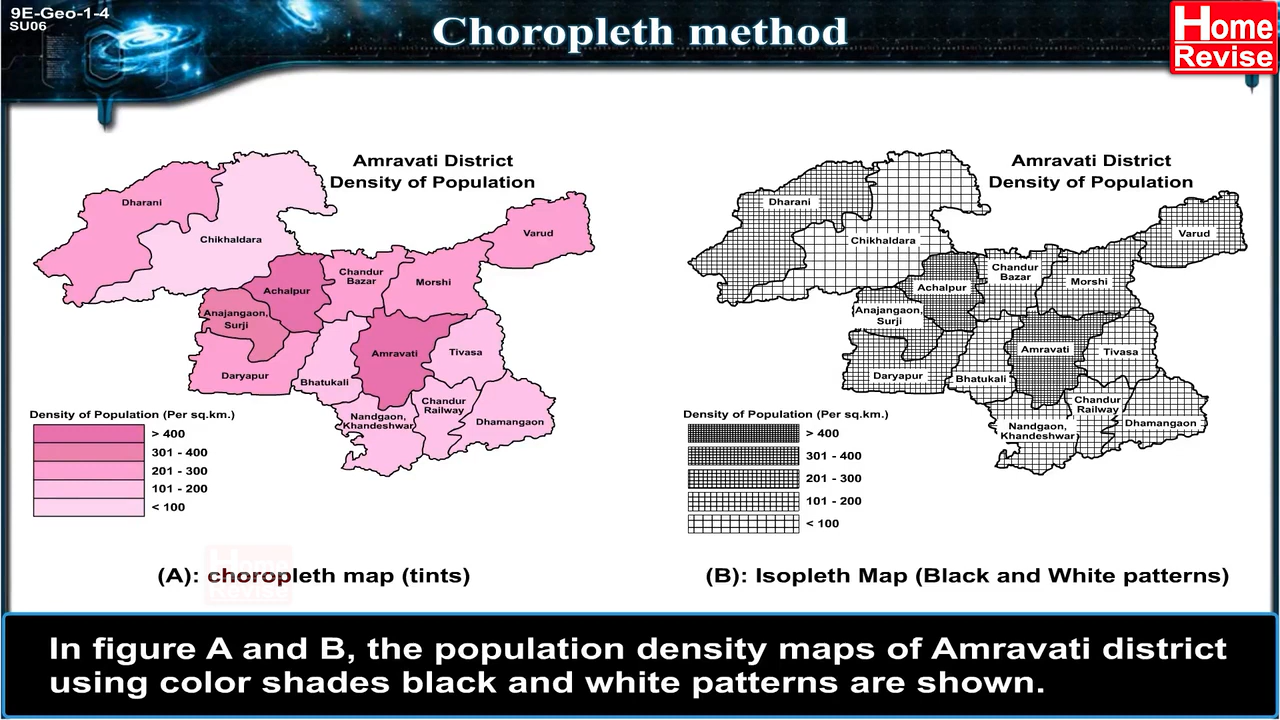 9E-Geo-1-4
SU06
Choropleth method
Home
Revise
Amravati District
Density of Population
Dharani
Chikhaldara
Varud
Achalpur
Chandur
Bazar
Morshi
Anajangaon,
Surji
Amravati
Tivasa
Daryapur
Bhatukali
Chandur
Railway
Nandgaon,
Khandeshwar
Dhamangaon
Density of Population (Per sq.km.)
> 400
301 - 400
201 - 300
101 - 200
< 100
(A): choropleth map (tints)
Home
Revise
Amravati District
Density of Population
Dharani
Chikhaldara
Varud
Achalpur
Chandur
Bazar
Morshi
Anajangaon,
Surji
Amravati
Tivasa
Daryapur
Bhatukali
Chandur
Railway
Nandgaon,
Khandeshwar
Dhamangaon
Density of Population (Per sq.km.)
> 400
301 - 400
201 - 300
101 - 200
< 100
(B): Isopleth Map (Black and White patterns)
In figure A and B, the population density maps of Amravati district
using color shades black and white patterns are shown.